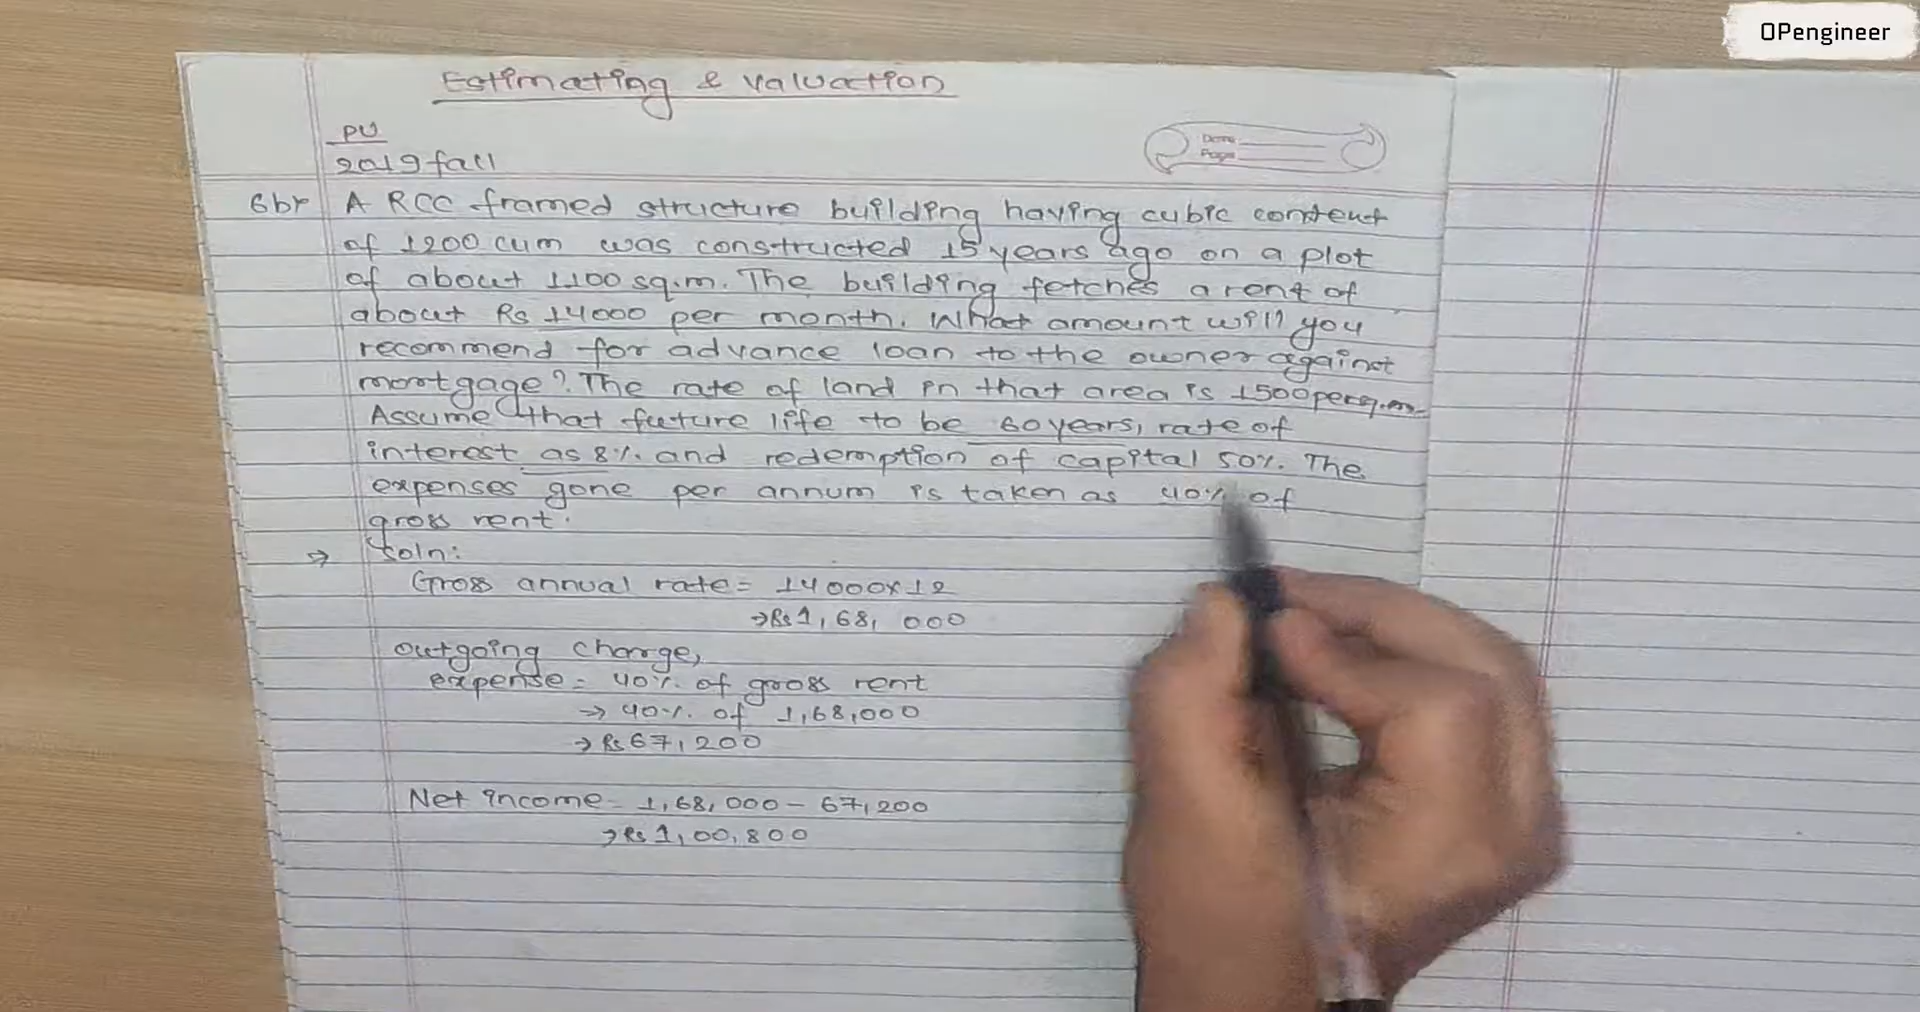 OPengineer
Estimating & Valuation
PU
2019 fall
Date
Page
6b) A RCC framed structure building having cubic content
of 1200 cum was constructed 15 years ago on a plot
of about 1100 sq.m. The building fetches a rent of
about Rs 14000 per month. What amount will you
recommend for advance loan to the owner against
mortgage? The rate of land in that area is 1500 per sq.m.
Assume that future life to be 60 years, rate of
interest as 8% and redemption of capital 50%. The
expenses gone per annum is taken as 40% of
gross rent.
⇒ Soln:
Gross annual rate = 14000×12
→ Rs 1,68,000
Outgoing charge,
expense = 40% of gross rent
⇒ 40% of 1,68,000
→ Rs 67,200
Net income = 1,68,000 - 67,200
→ Rs 1,00,800